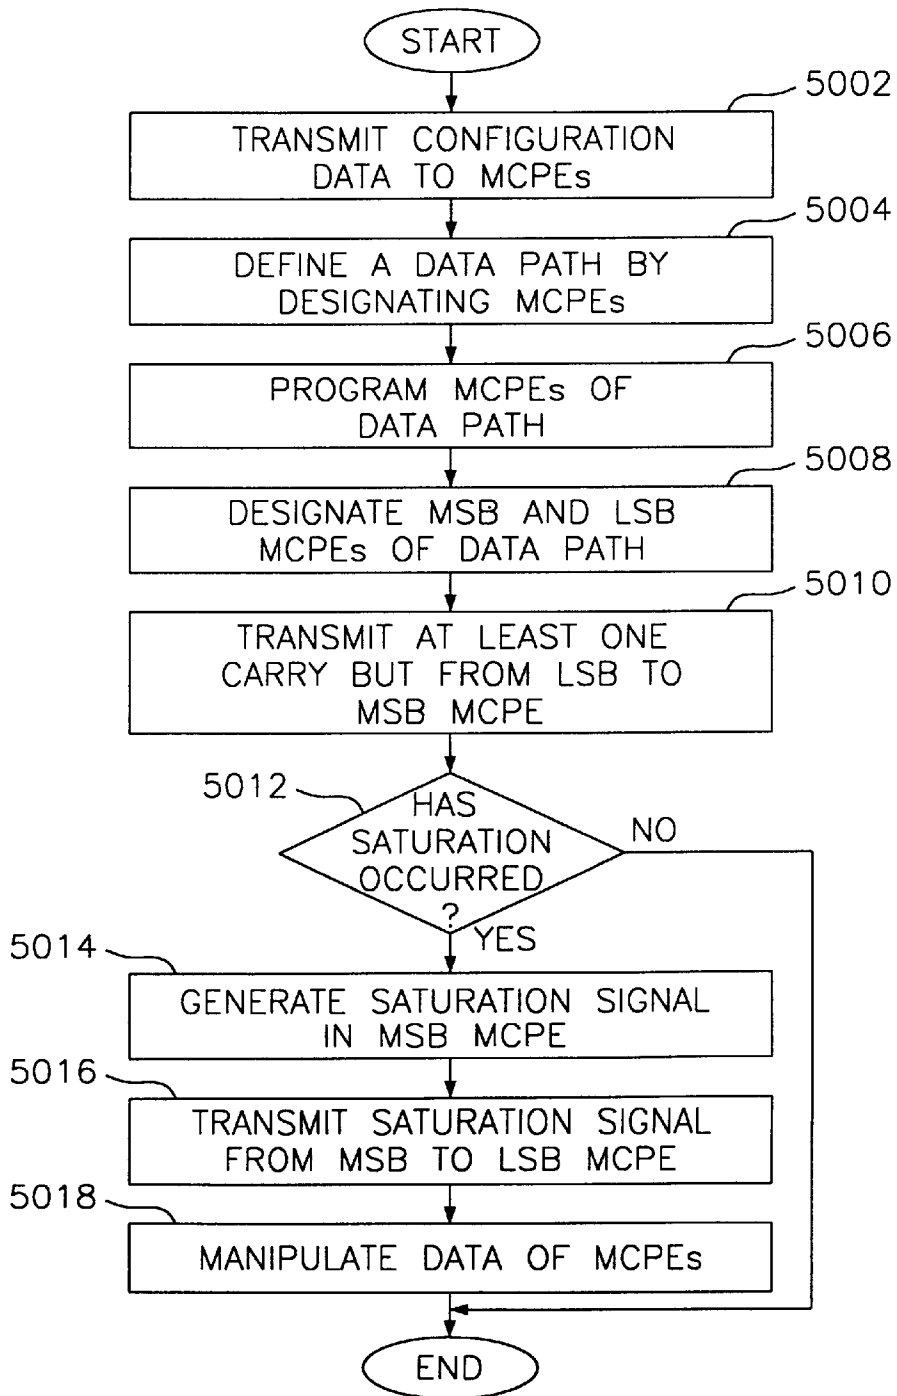 START
5002
TRANSMIT CONFIGURATION
DATA TO MCPEs
5004
DEFINE A DATA PATH BY
DESIGNATING MCPEs
5006
PROGRAM MCPEs OF
DATA PATH
5008
DESIGNATE MSB AND LSB
MCPEs OF DATA PATH
5010
TRANSMIT AT LEAST ONE
CARRY BUT FROM LSB TO
MSB MCPE
5012
HAS
SATURATION
OCCURRED
?
NO
YES
5014
GENERATE SATURATION SIGNAL
IN MSB MCPE
5016
TRANSMIT SATURATION SIGNAL
FROM MSB TO LSB MCPE
5018
MANIPULATE DATA OF MCPEs
END